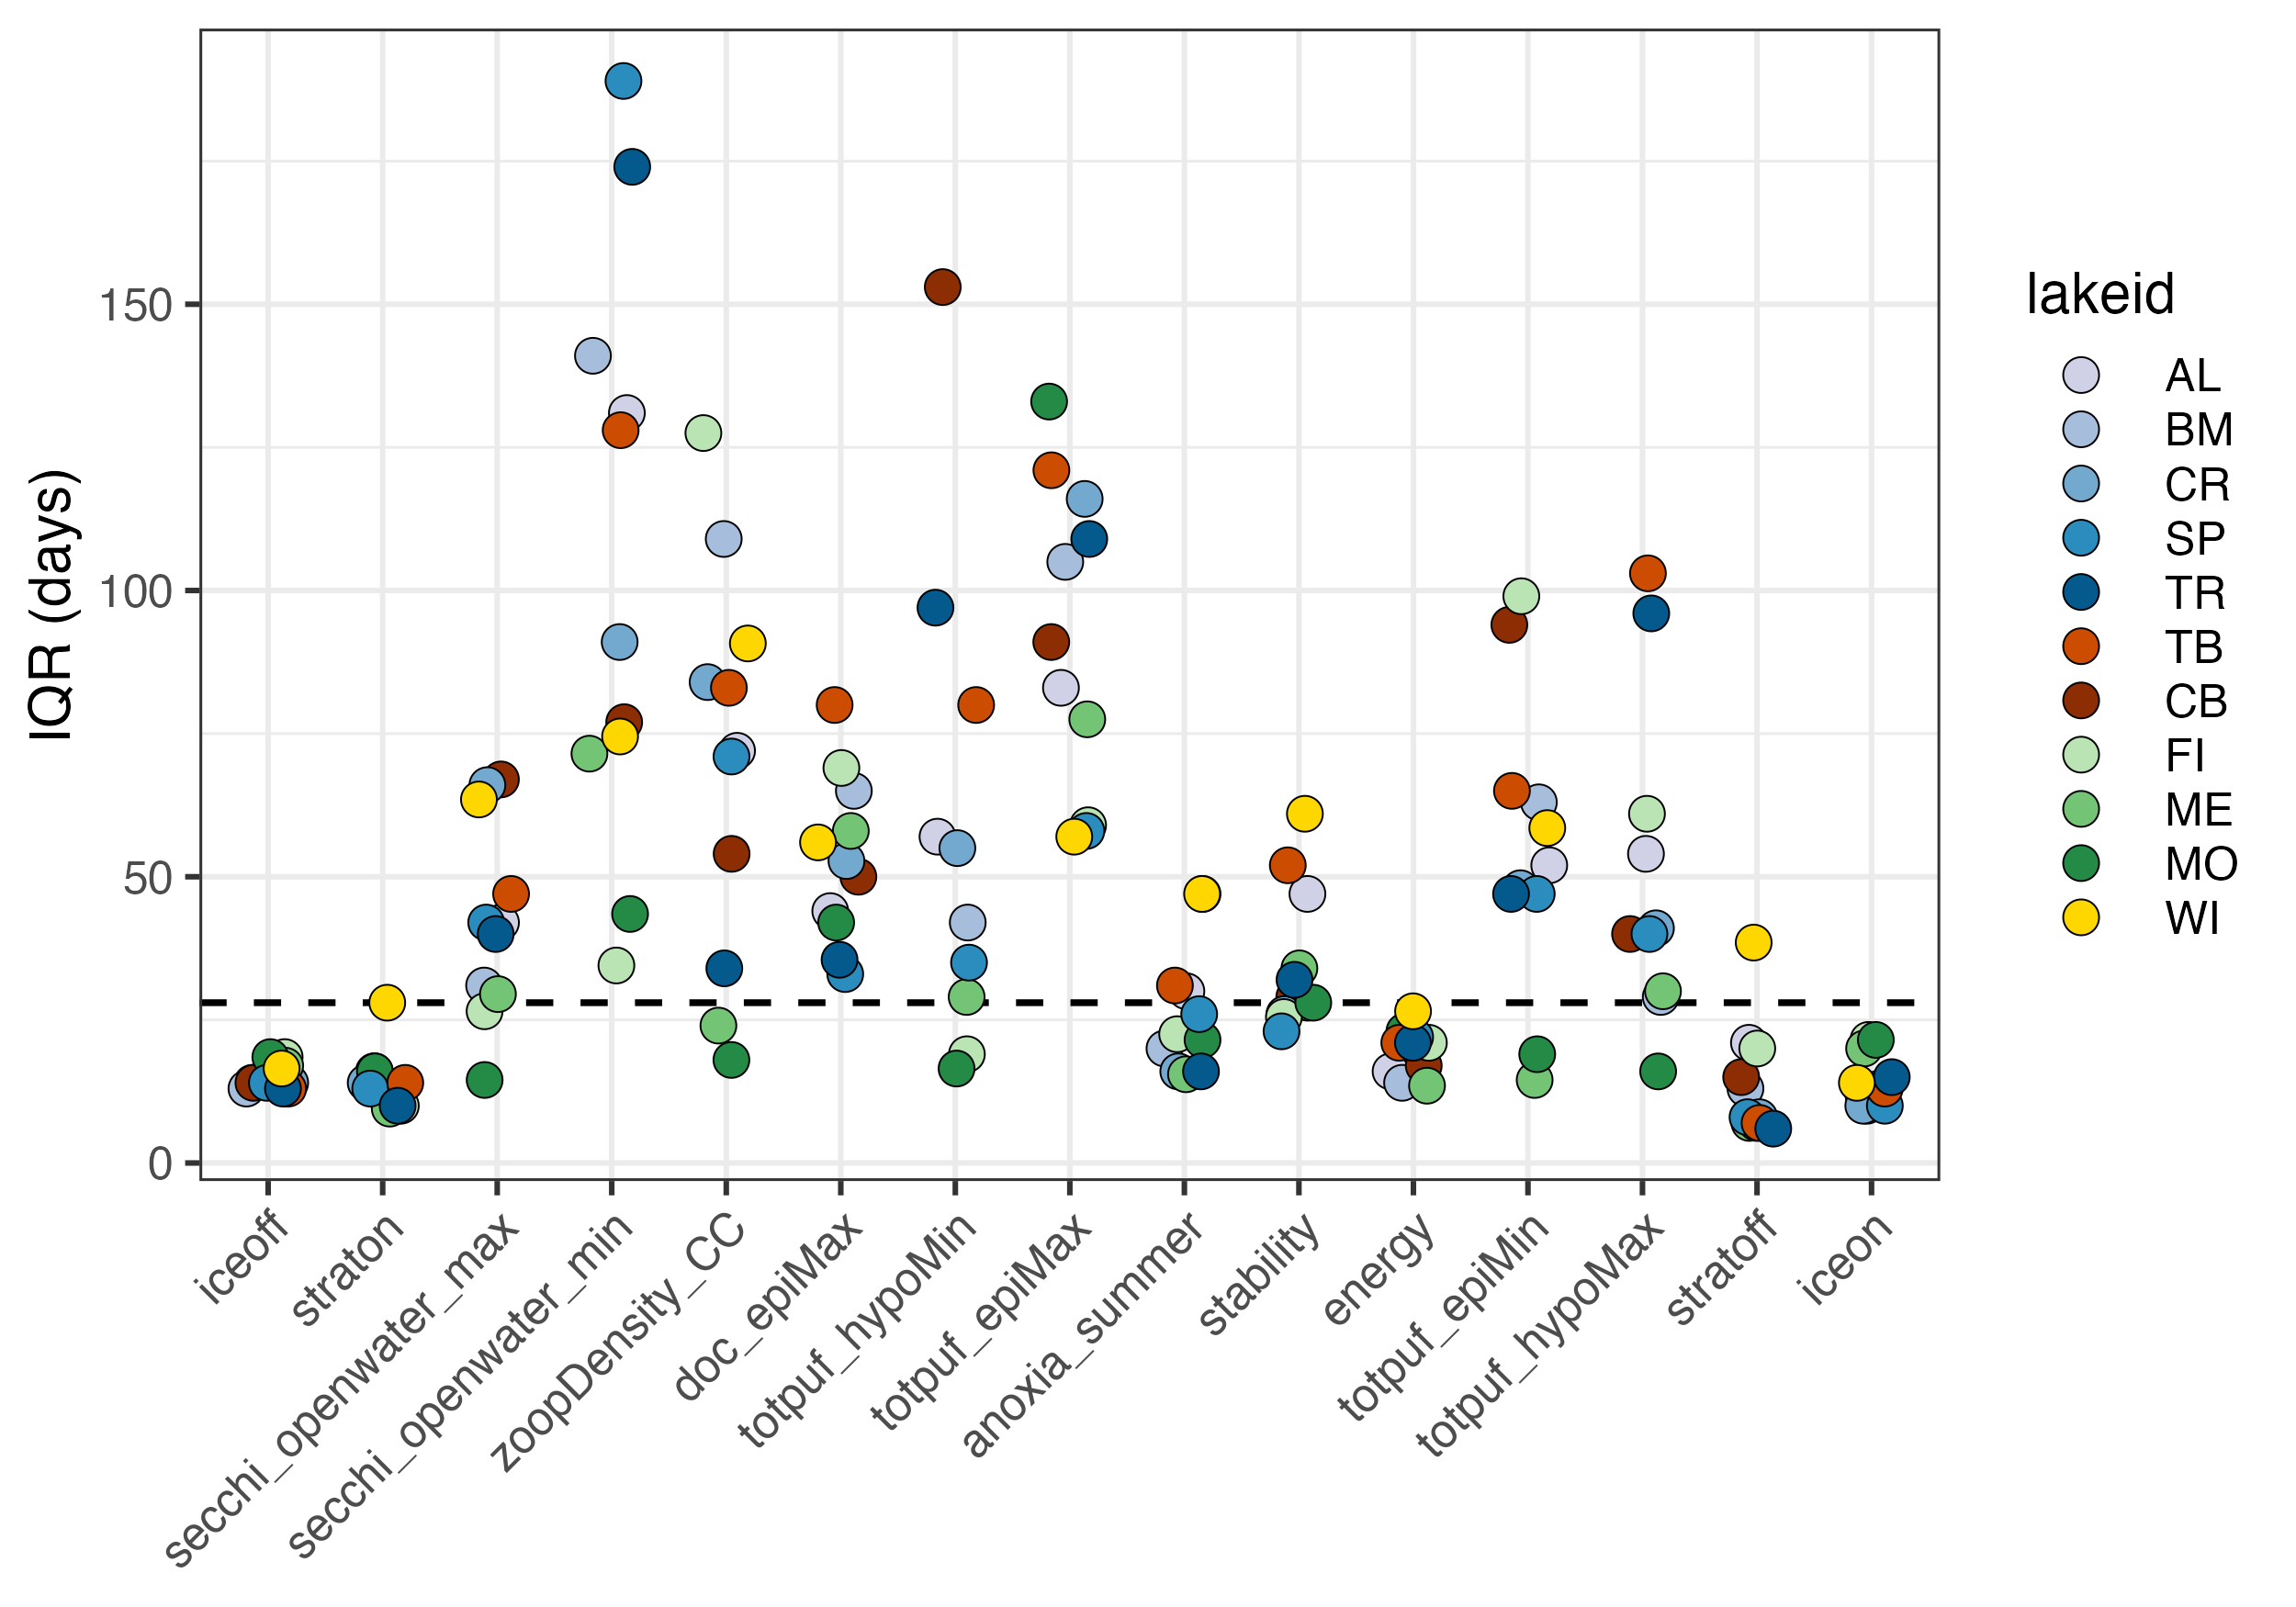 IQR (days)
150
100
50
0
iceoff
straton
secchi_openwater_max
secchi_openwater_min
zoopDensity_CC
doc_epiMax
totpuf_hypoMin
totpuf_epiMax
anoxia_summer
stability
energy
totpuf_epiMin
totpuf_hypoMax
stratoff
iceon
lakeid
AL
BM
CR
SP
TR
TB
CB
FI
ME
MO
WI